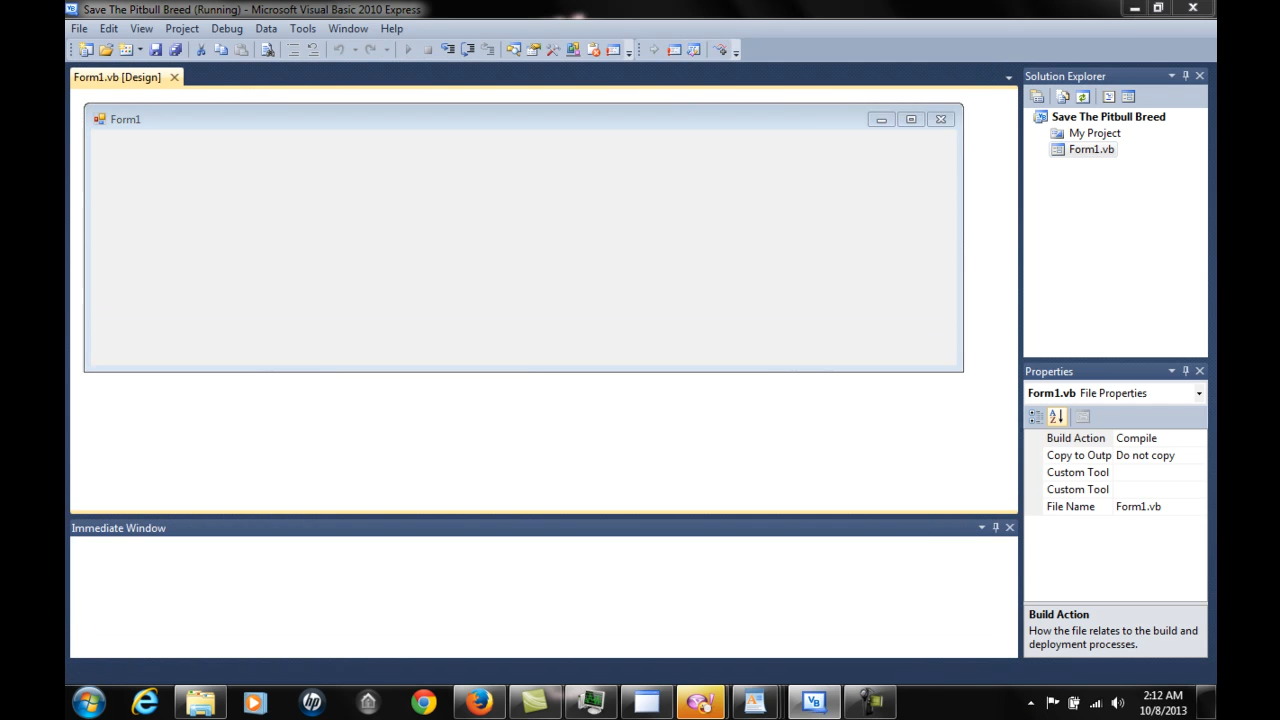 Save The Pitbull Breed (Running) - Microsoft Visual Basic 2010 Express
File Edit View Project Debug Data Tools Window Help
Form1.vb [Design]
Form1
Solution Explorer
Save The Pitbull Breed
My Project
Form1.vb
Properties
Form1.vb File Properties
Build Action Compile
Copy to Outp Do not copy
Custom Tool
Custom Tool
File Name Form1.vb
Immediate Window
Build Action
How the file relates to the build and
deployment processes.
2:12 AM
10/8/2013